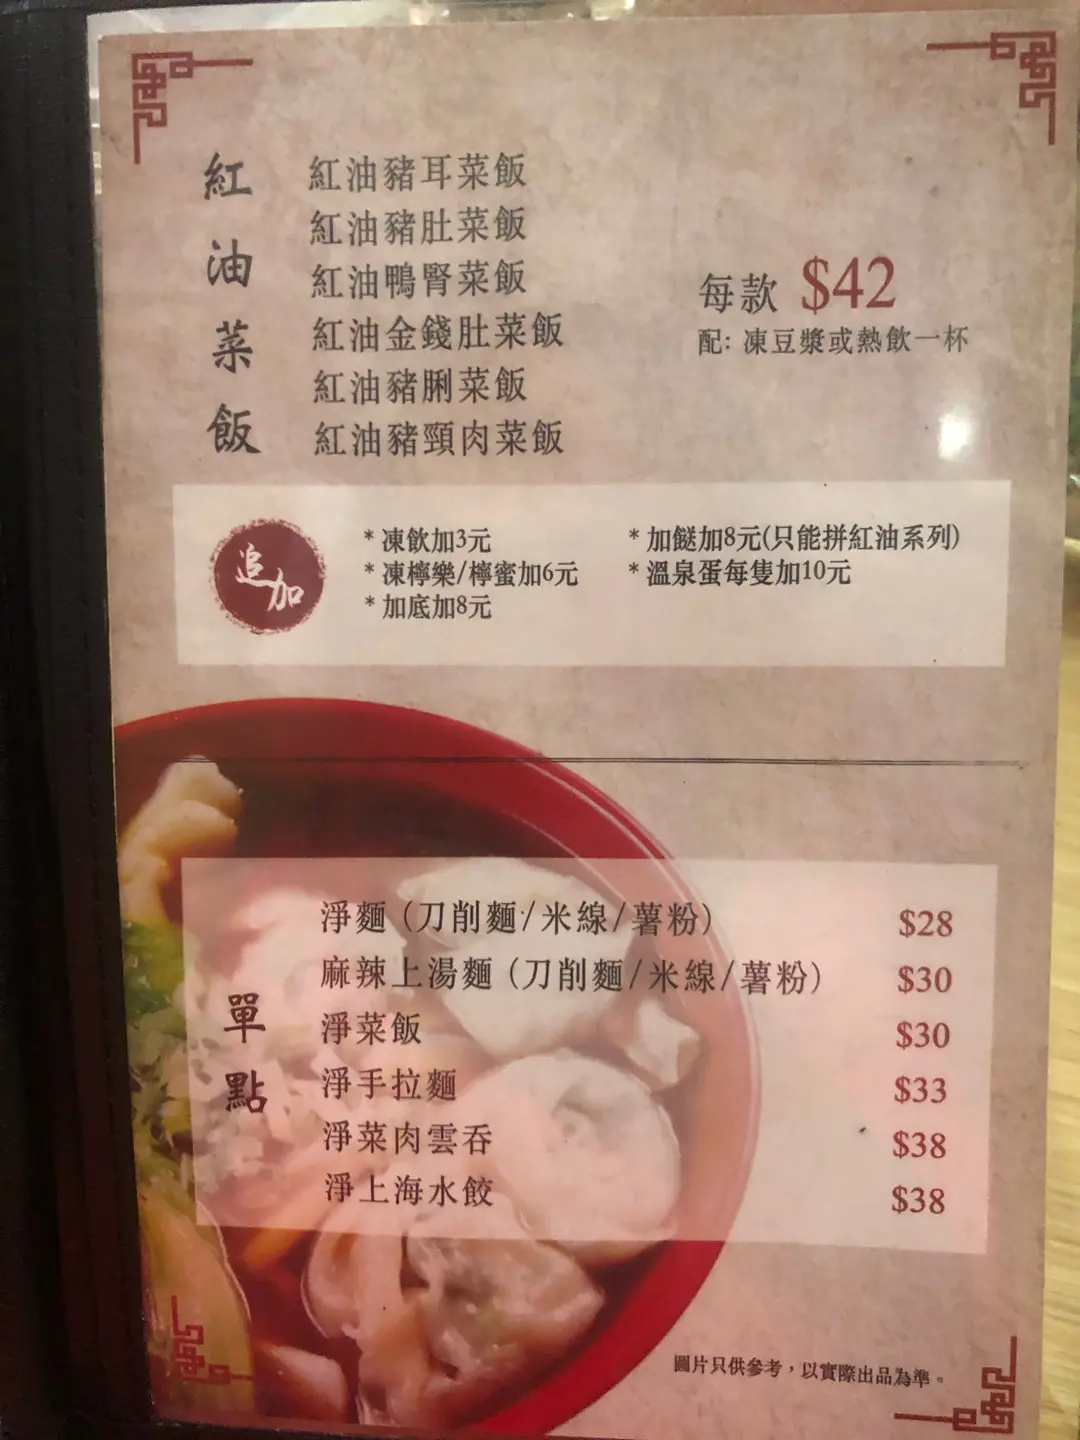 紅油菜飯
紅油豬耳菜飯
紅油豬肚菜飯
紅油鴨腎菜飯
紅油金錢肚菜飯
紅油豬脷菜飯
紅油豬頸肉菜飯
每款 $42
配: 凍豆漿或熱飲一杯
追加
* 凍飲加3元
* 凍檸樂/檸蜜加6元
* 加底加8元
* 加餸加8元(只能拼紅油系列)
* 溫泉蛋每隻加10元
單點
淨麵 (刀削麵/米線/薯粉) $28
麻辣上湯麵 (刀削麵/米線/薯粉) $30
淨菜飯 $30
淨手拉麵 $33
淨菜肉雲吞 $38
淨上海水餃 $38
圖片只供參考，以實際出品為準。